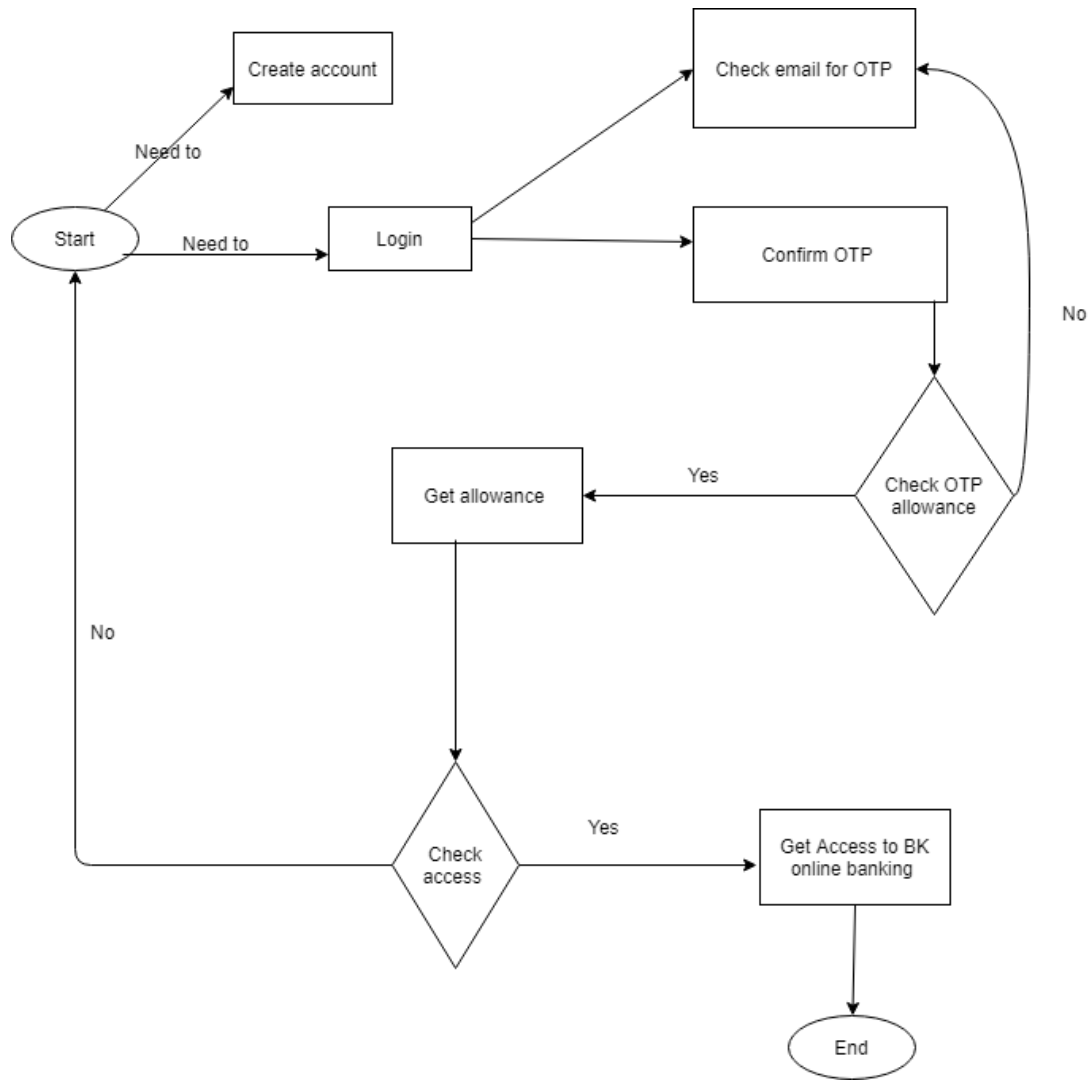 Create account
Check email for OTP
Need to
Start
Need to
Login
Confirm OTP
No
Check OTP
allowance
Yes
Get allowance
No
Check
access
Yes
Get Access to BK
online banking
End